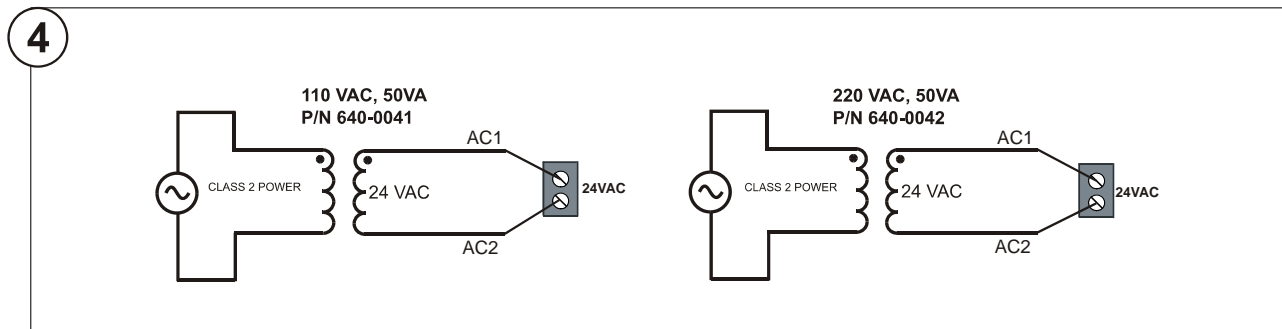 4
110 VAC, 50VA
P/N 640-0041
AC1
CLASS 2 POWER
24 VAC
24VAC
AC2
220 VAC, 50VA
P/N 640-0042
AC1
CLASS 2 POWER
24 VAC
24VAC
AC2